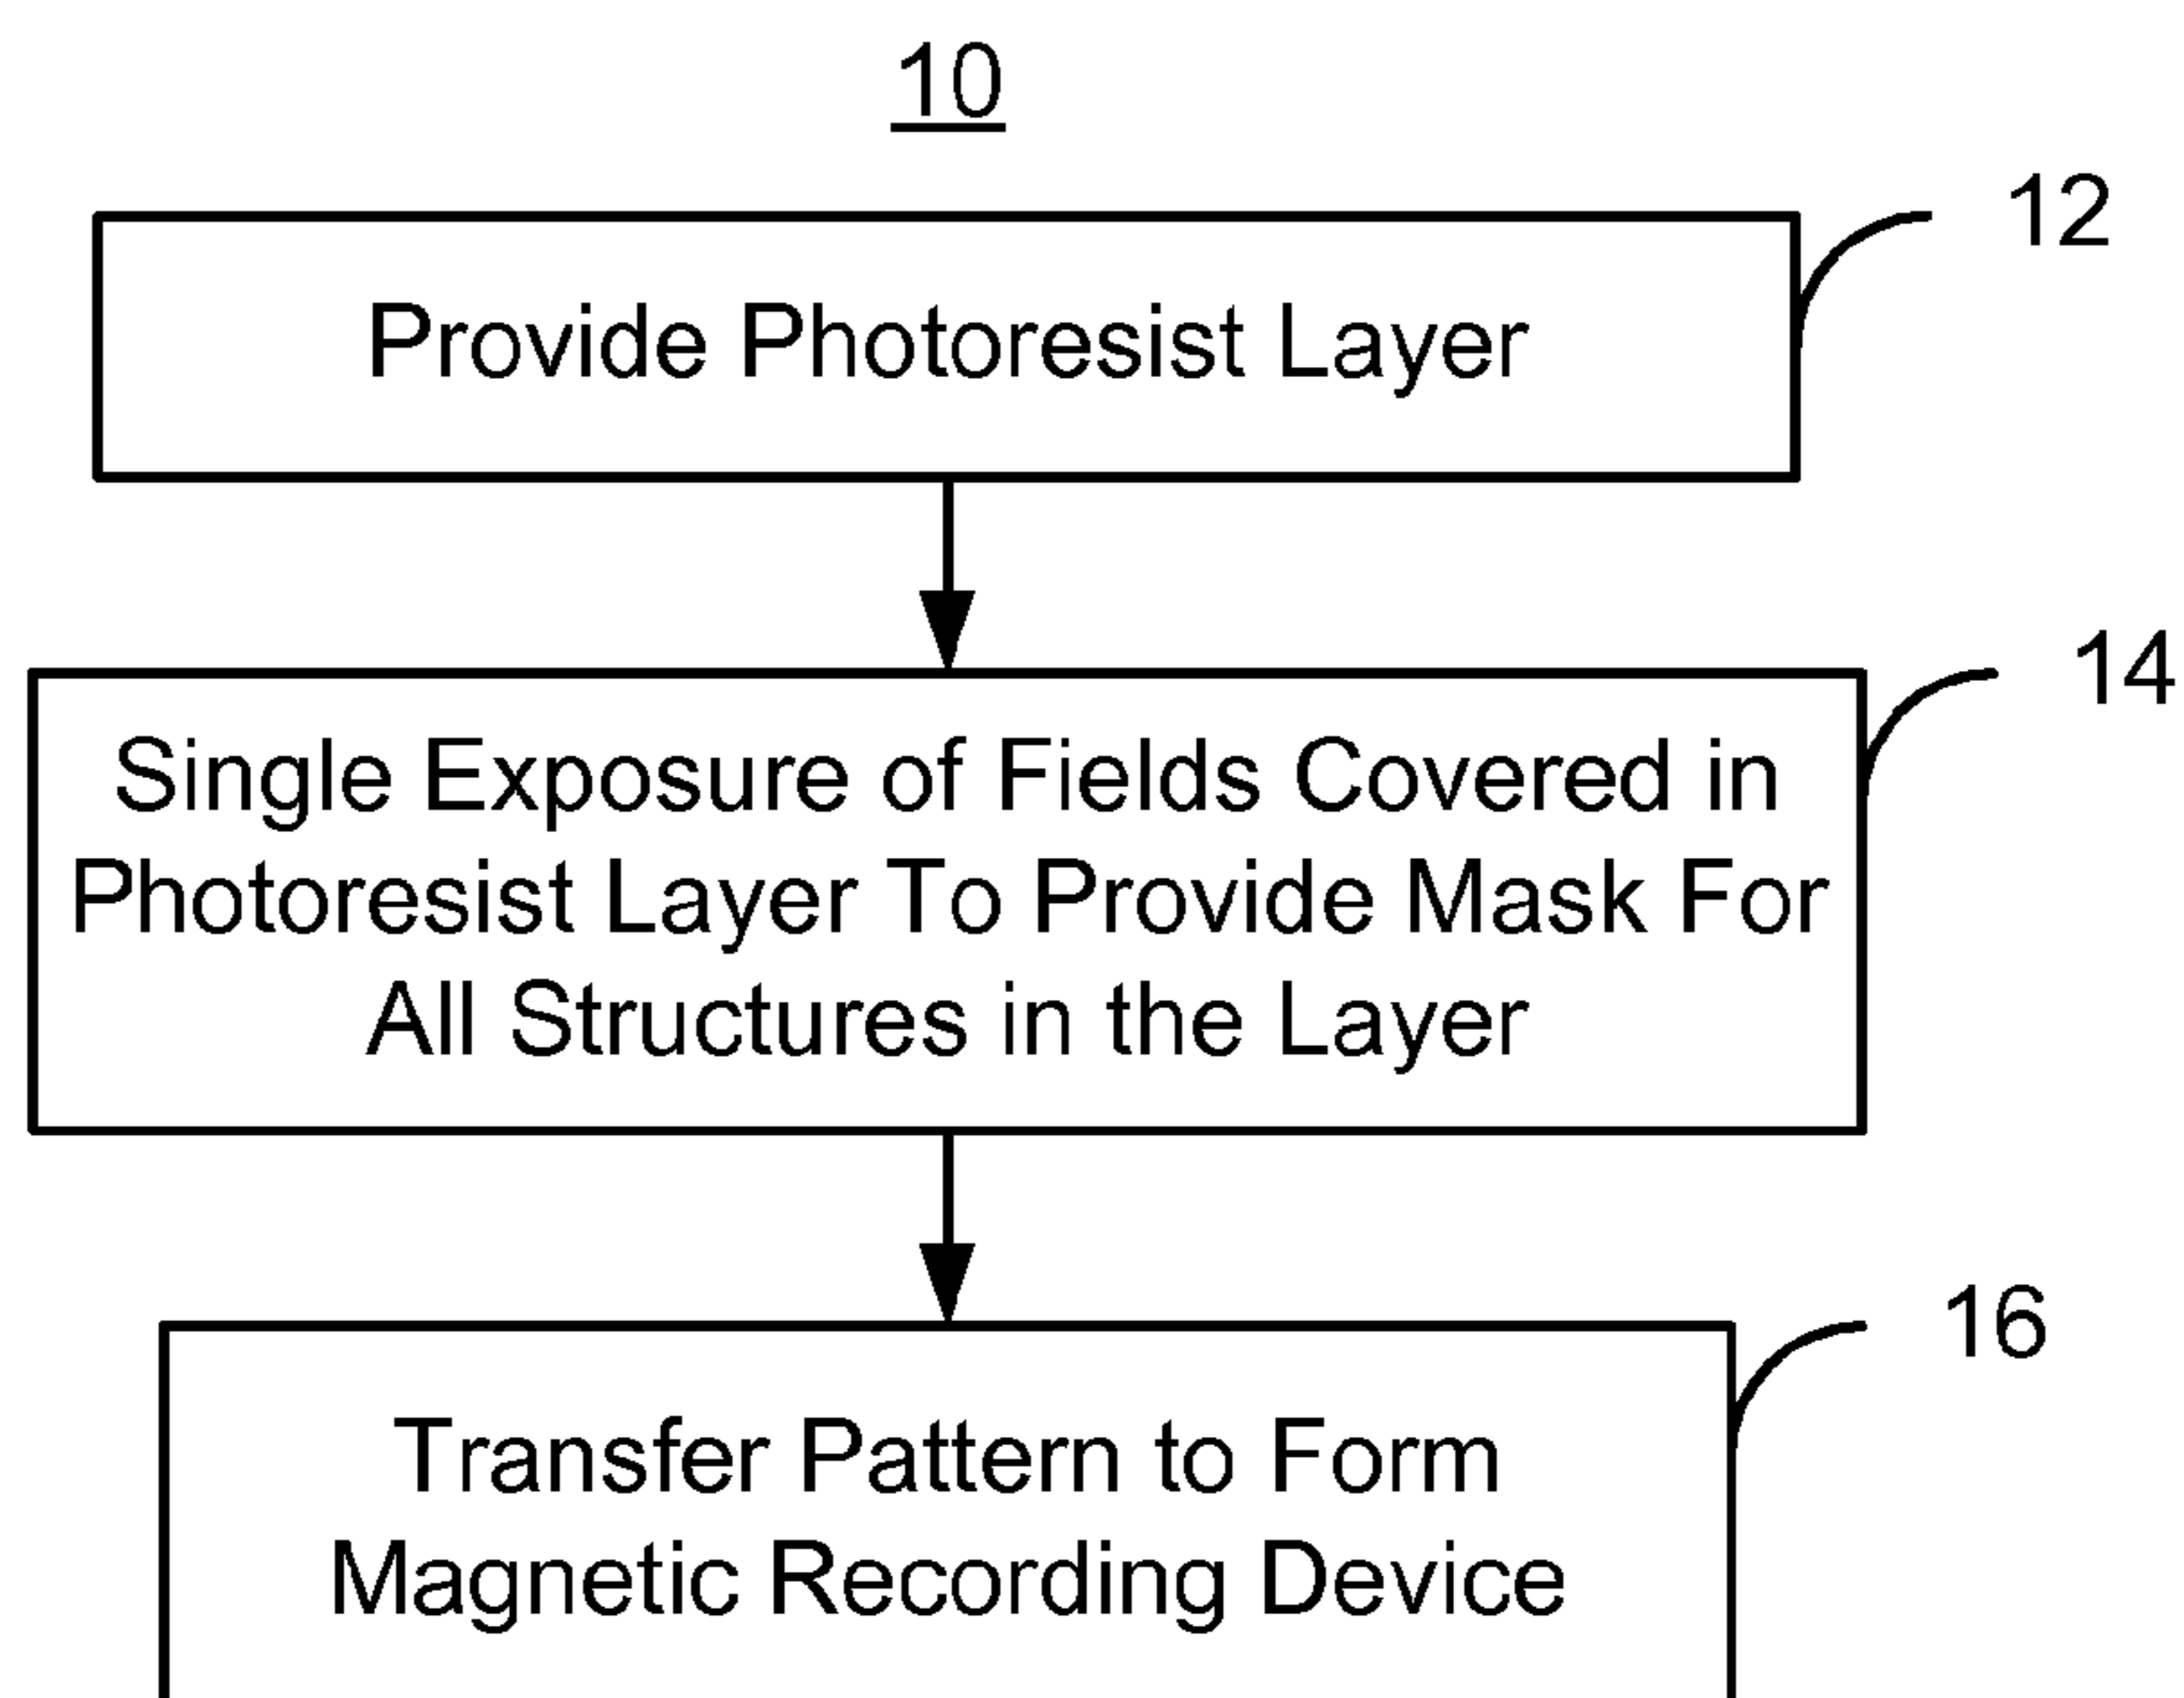 10
12
Provide Photoresist Layer
14
Single Exposure of Fields Covered in
Photoresist Layer To Provide Mask For
All Structures in the Layer
16
Transfer Pattern to Form
Magnetic Recording Device